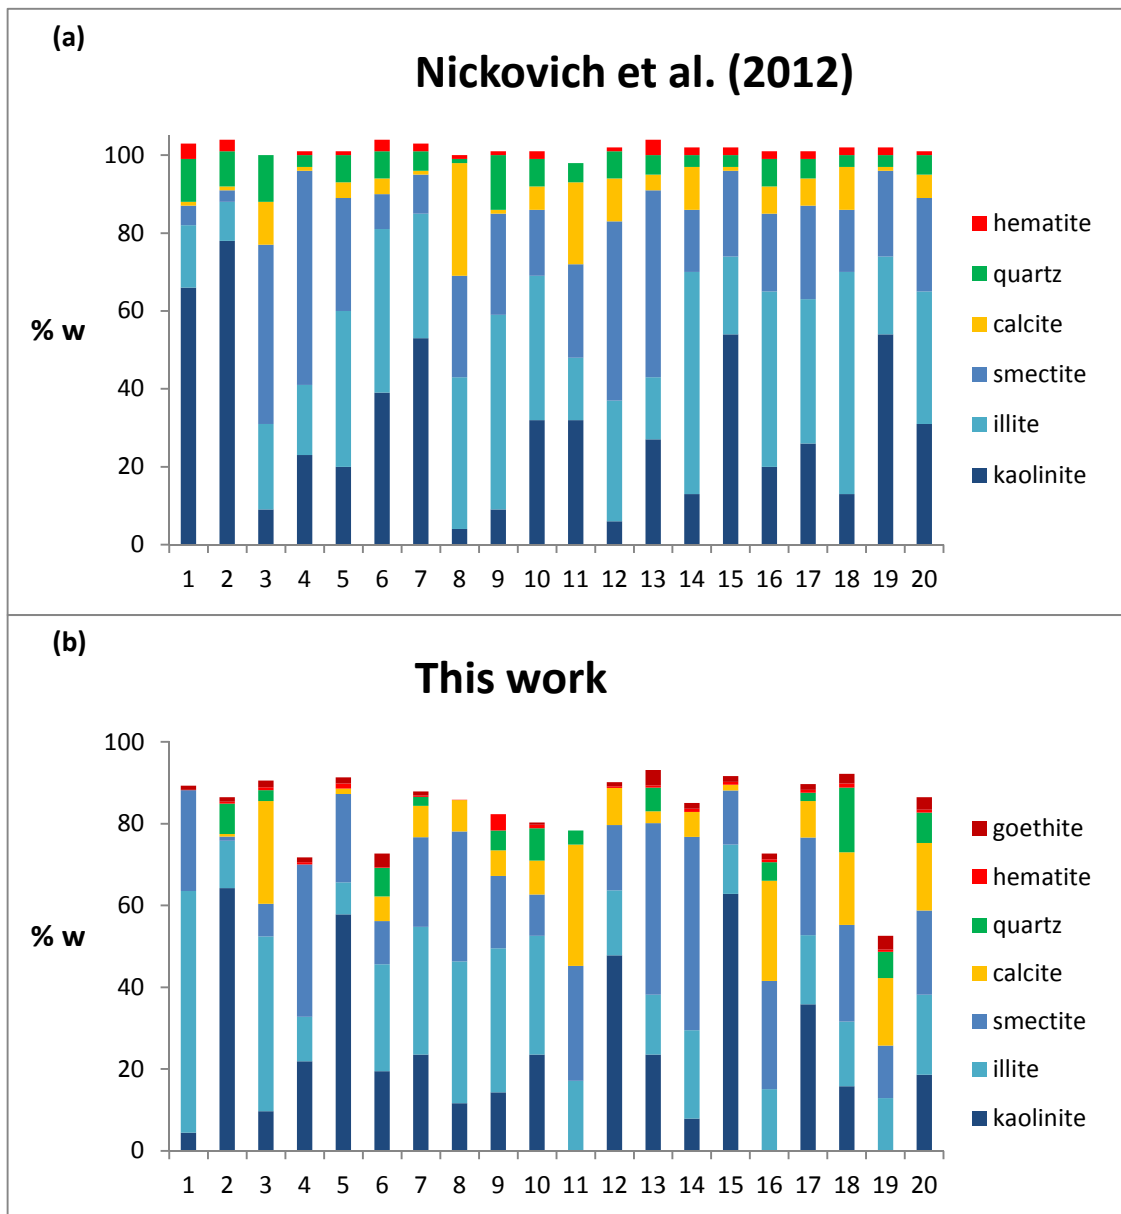 (a)
Nickovich et al. (2012)
100
80
60
40
20
0
% w
1 2 3 4 5 6 7 8 9 10 11 12 13 14 15 16 17 18 19 20
hematite
quartz
calcite
smectite
illite
kaolinite
(b)
This work
100
80
60
40
20
0
% w
1 2 3 4 5 6 7 8 9 10 11 12 13 14 15 16 17 18 19 20
goethite
hematite
quartz
calcite
smectite
illite
kaolinite